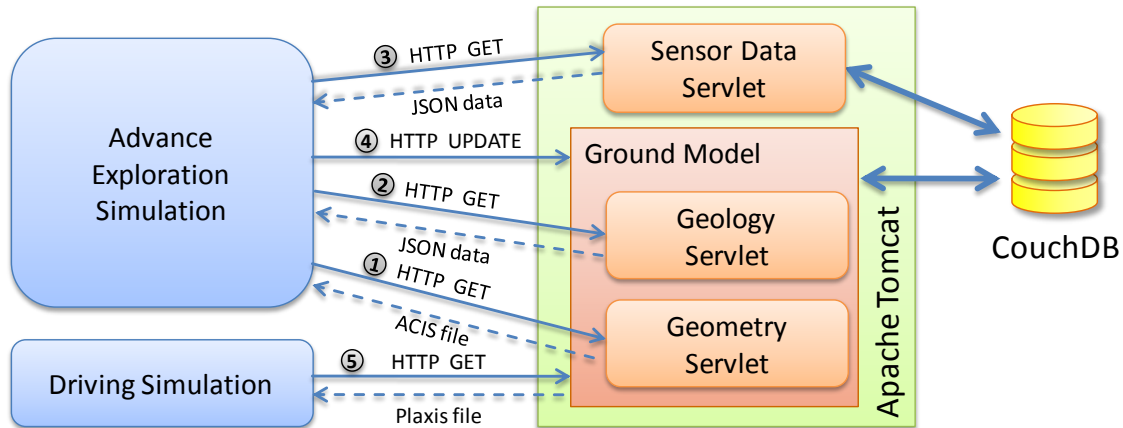 Advance
Exploration
Simulation
Driving Simulation
3 HTTP GET
JSON data
4 HTTP UPDATE
2 HTTP GET
JSON data
1 HTTP GET
ACIS file
5 HTTP GET
Plaxis file
Sensor Data
Servlet
Ground Model
Geology
Servlet
Geometry
Servlet
Apache Tomcat
CouchDB